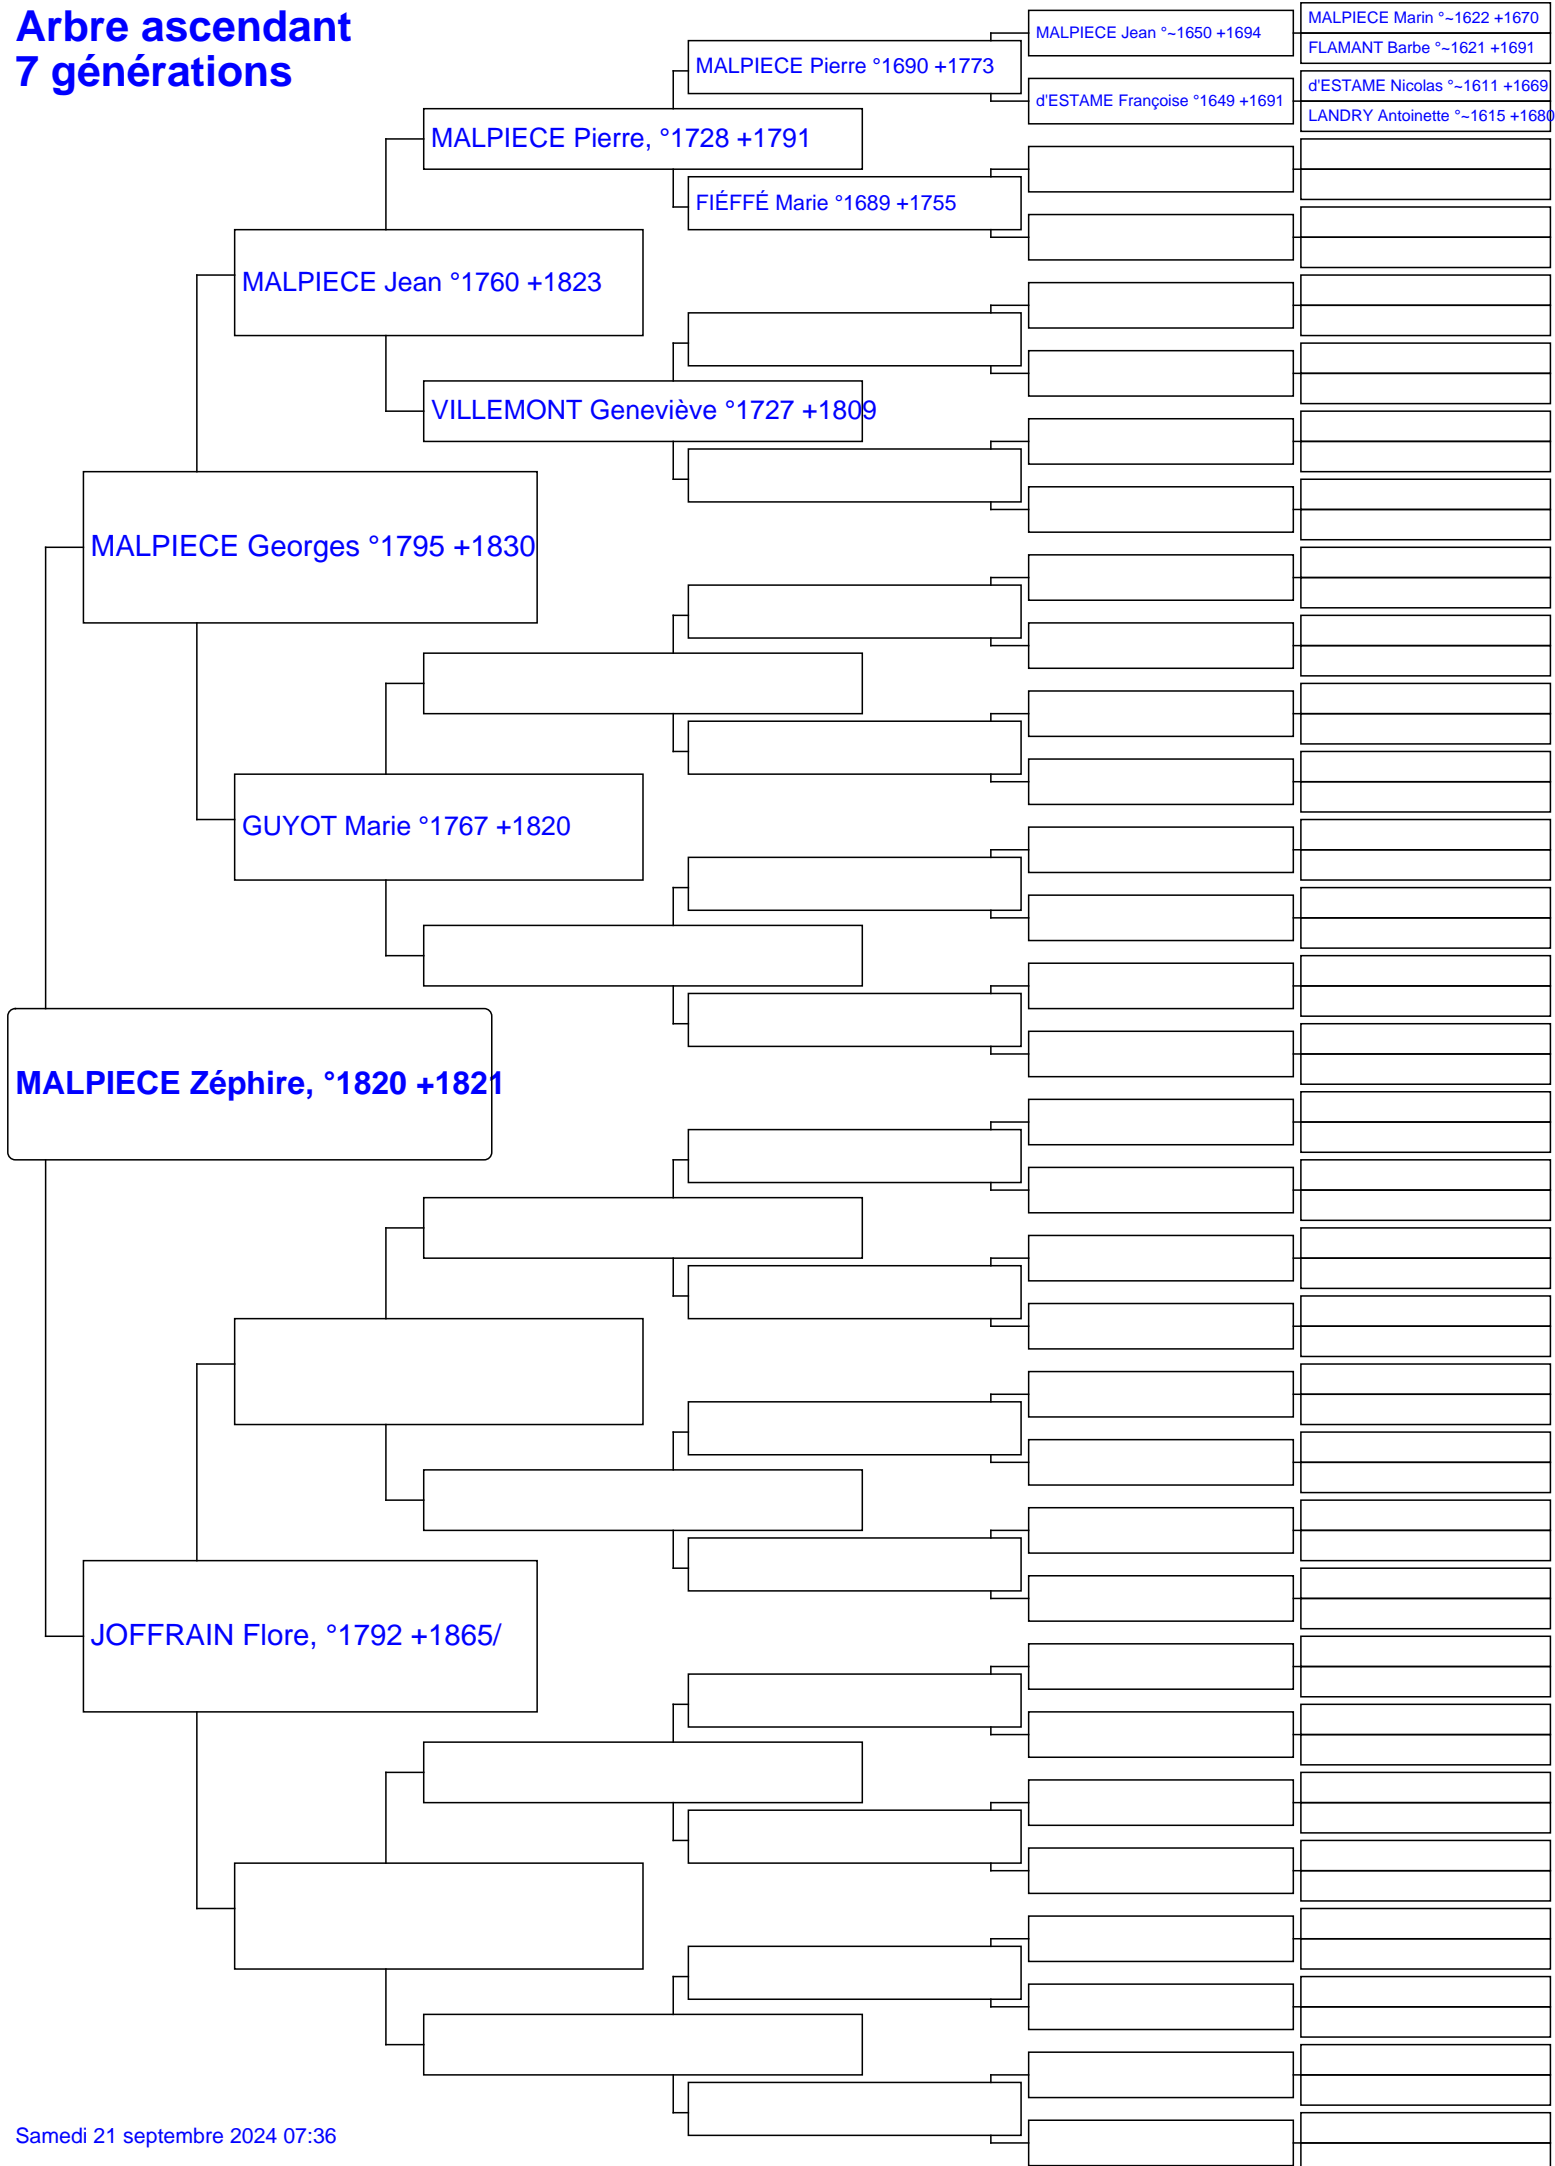 Arbre ascendant
7 générations
MALPIECE Marin °~1622 +1670
MALPIECE Jean °~1650 +1694
FLAMANT Barbe °~1621 +1691
MALPIECE Pierre °1690 +1773
d'ESTAME Nicolas °~1611 +1669
d'ESTAME Françoise °1649 +1691
LANDRY Antoinette °~1615 +1680
MALPIECE Pierre, °1728 +1791
FIÉFFÉ Marie °1689 +1755
MALPIECE Jean °1760 +1823
VILLEMONT Geneviève °1727 +1809
MALPIECE Georges °1795 +1830
GUYOT Marie °1767 +1820
MALPIECE Zéphire, °1820 +1821
JOFFRAIN Flore, °1792 +1865/
Samedi 21 septembre 2024 07:36